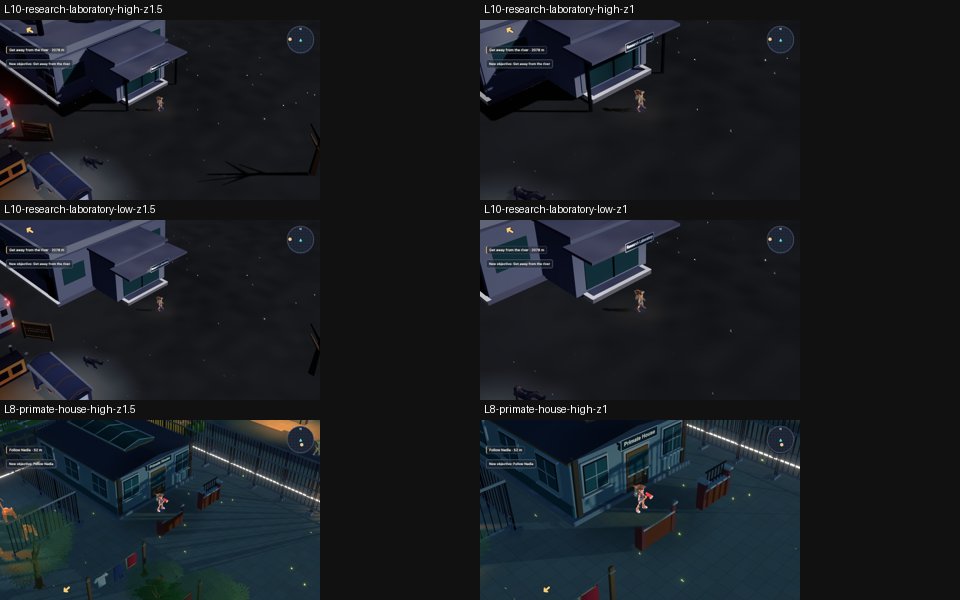 L10-research-laboratory-high-z1.5
L10-research-laboratory-high-z1
Get away from the river · 2078 m
New objective: Get away from the river
Get away from the river · 2078 m
New objective: Get away from the river
Laboratory
L10-research-laboratory-low-z1.5
L10-research-laboratory-low-z1
Get away from the river · 2078 m
New objective: Get away from the river
Get away from the river · 2078 m
New objective: Get away from the river
Laboratory
L8-primate-house-high-z1.5
L8-primate-house-high-z1
Follow Nadia · 52 m
New objective: Follow Nadia
Primate House
Follow Nadia · 52 m
New objective: Follow Nadia
Primate House